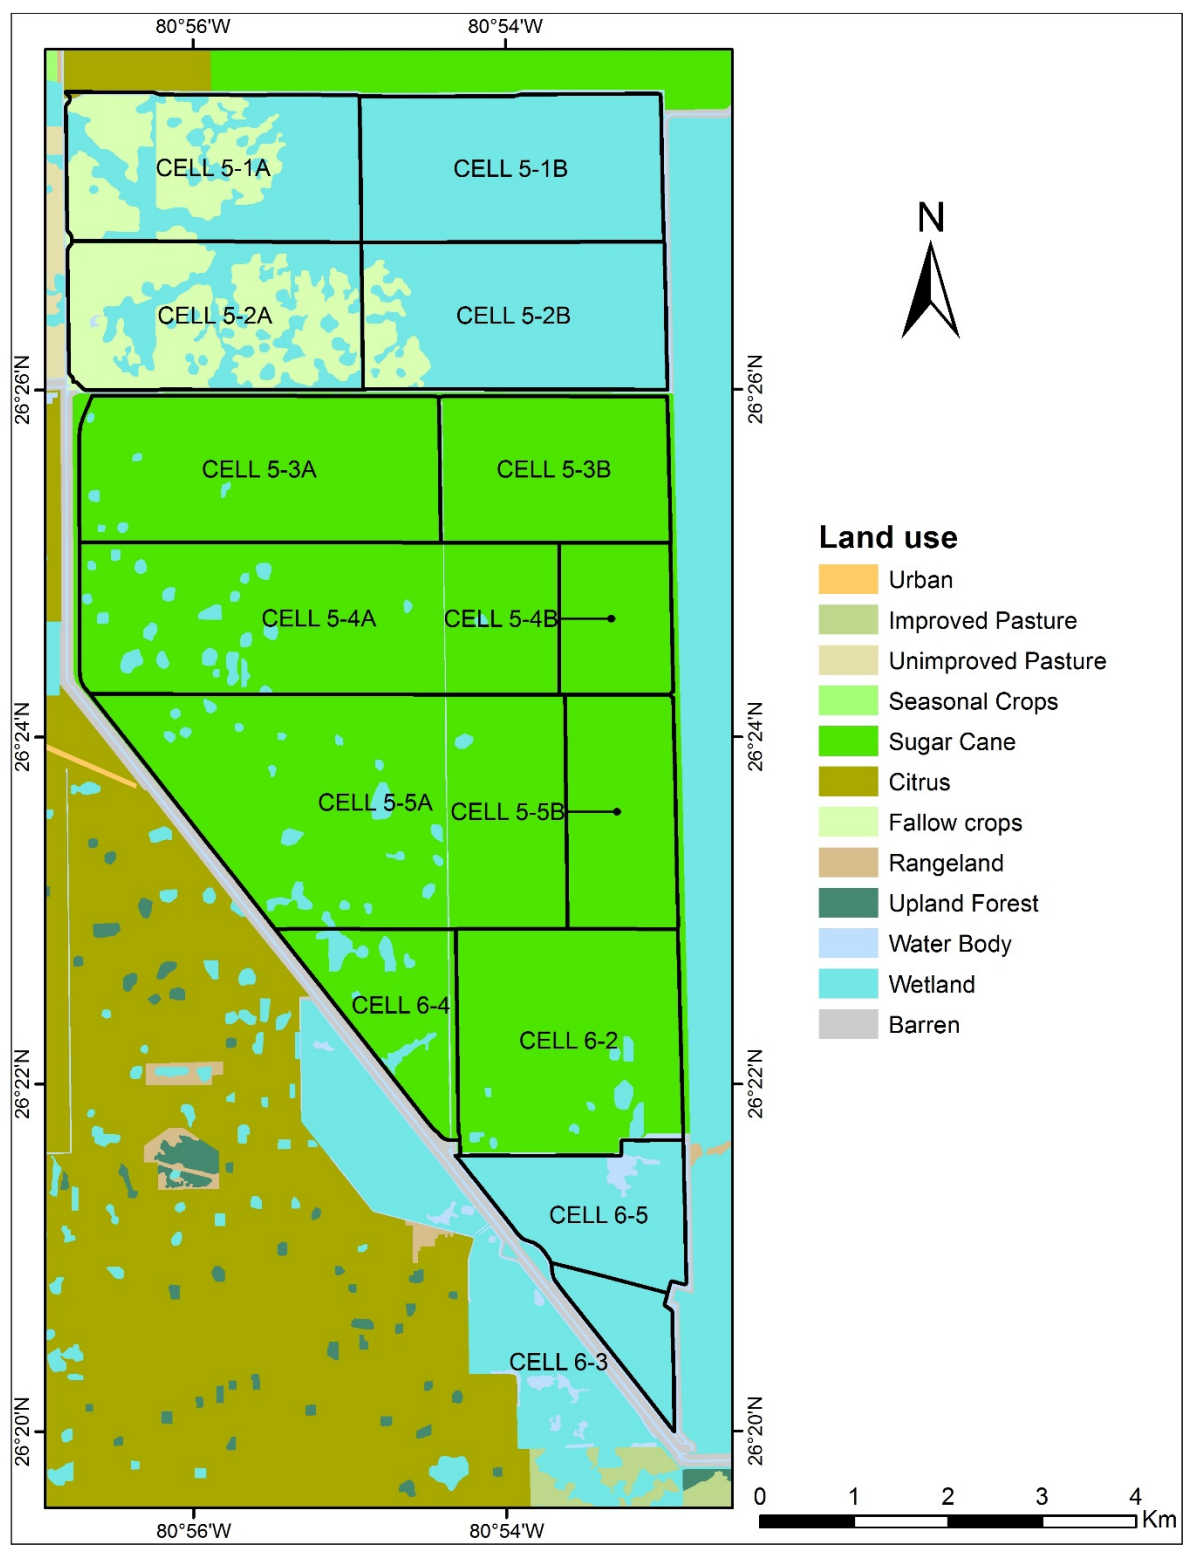 80°56'W
80°54'W
CELL 5-1A
CELL 5-1B
N
CELL 5-2A
CELL 5-2B
26°26'N
26°26'N
CELL 5-3A
CELL 5-3B
Land use
Urban
CELL 5-4A
CELL 5-4B
Improved Pasture
Unimproved Pasture
Seasonal Crops
26°24'N
26°24'N
Sugar Cane
Citrus
CELL 5-5A
CELL 5-5B
Fallow crops
Rangeland
Upland Forest
Water Body
Wetland
CELL 6-4
Barren
CELL 6-2
26°22'N
26°22'N
CELL 6-5
CELL 6-3
26°20'N
26°20'N
0 1 2 3 4
Km
80°56'W
80°54'W